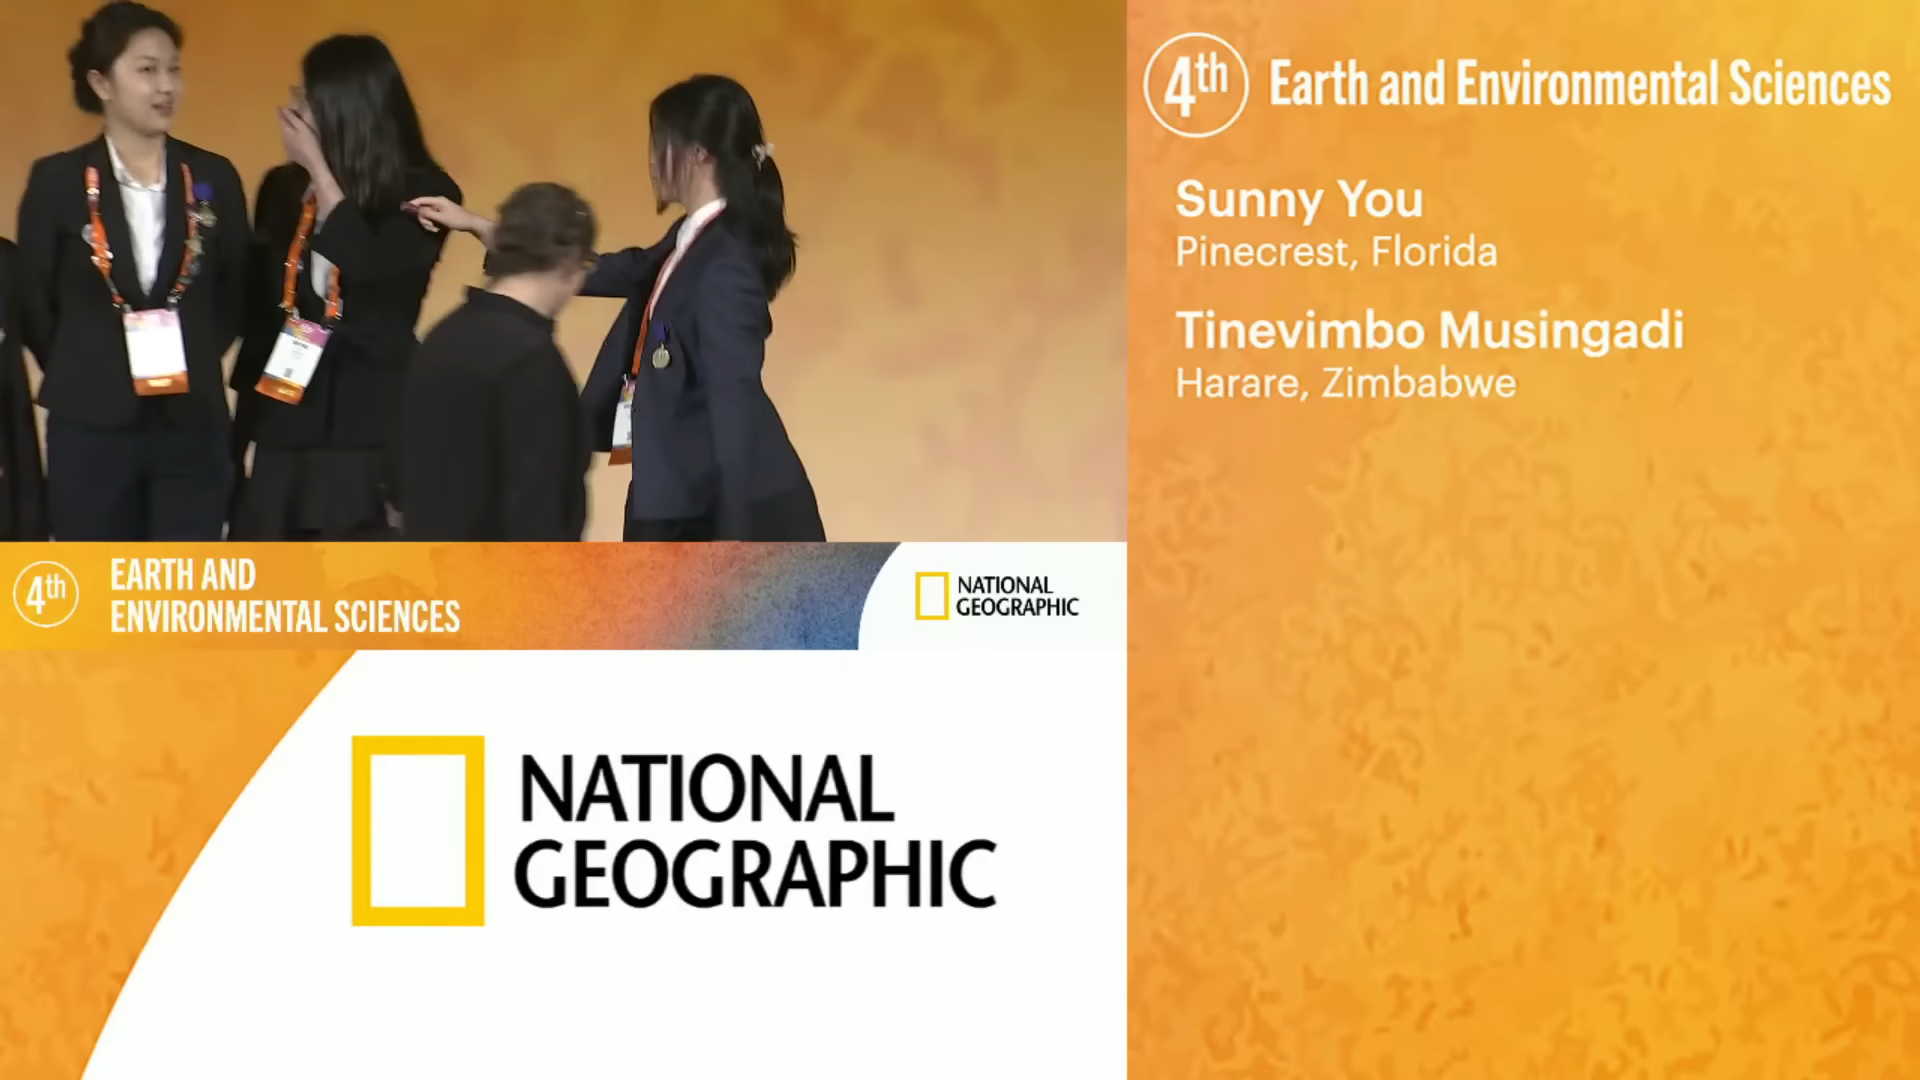 4th Earth and Environmental Sciences
Sunny You
Pinecrest, Florida
Tinevimbo Musingadi
Harare, Zimbabwe
4th
EARTH AND
ENVIRONMENTAL SCIENCES
NATIONAL
GEOGRAPHIC
NATIONAL
GEOGRAPHIC